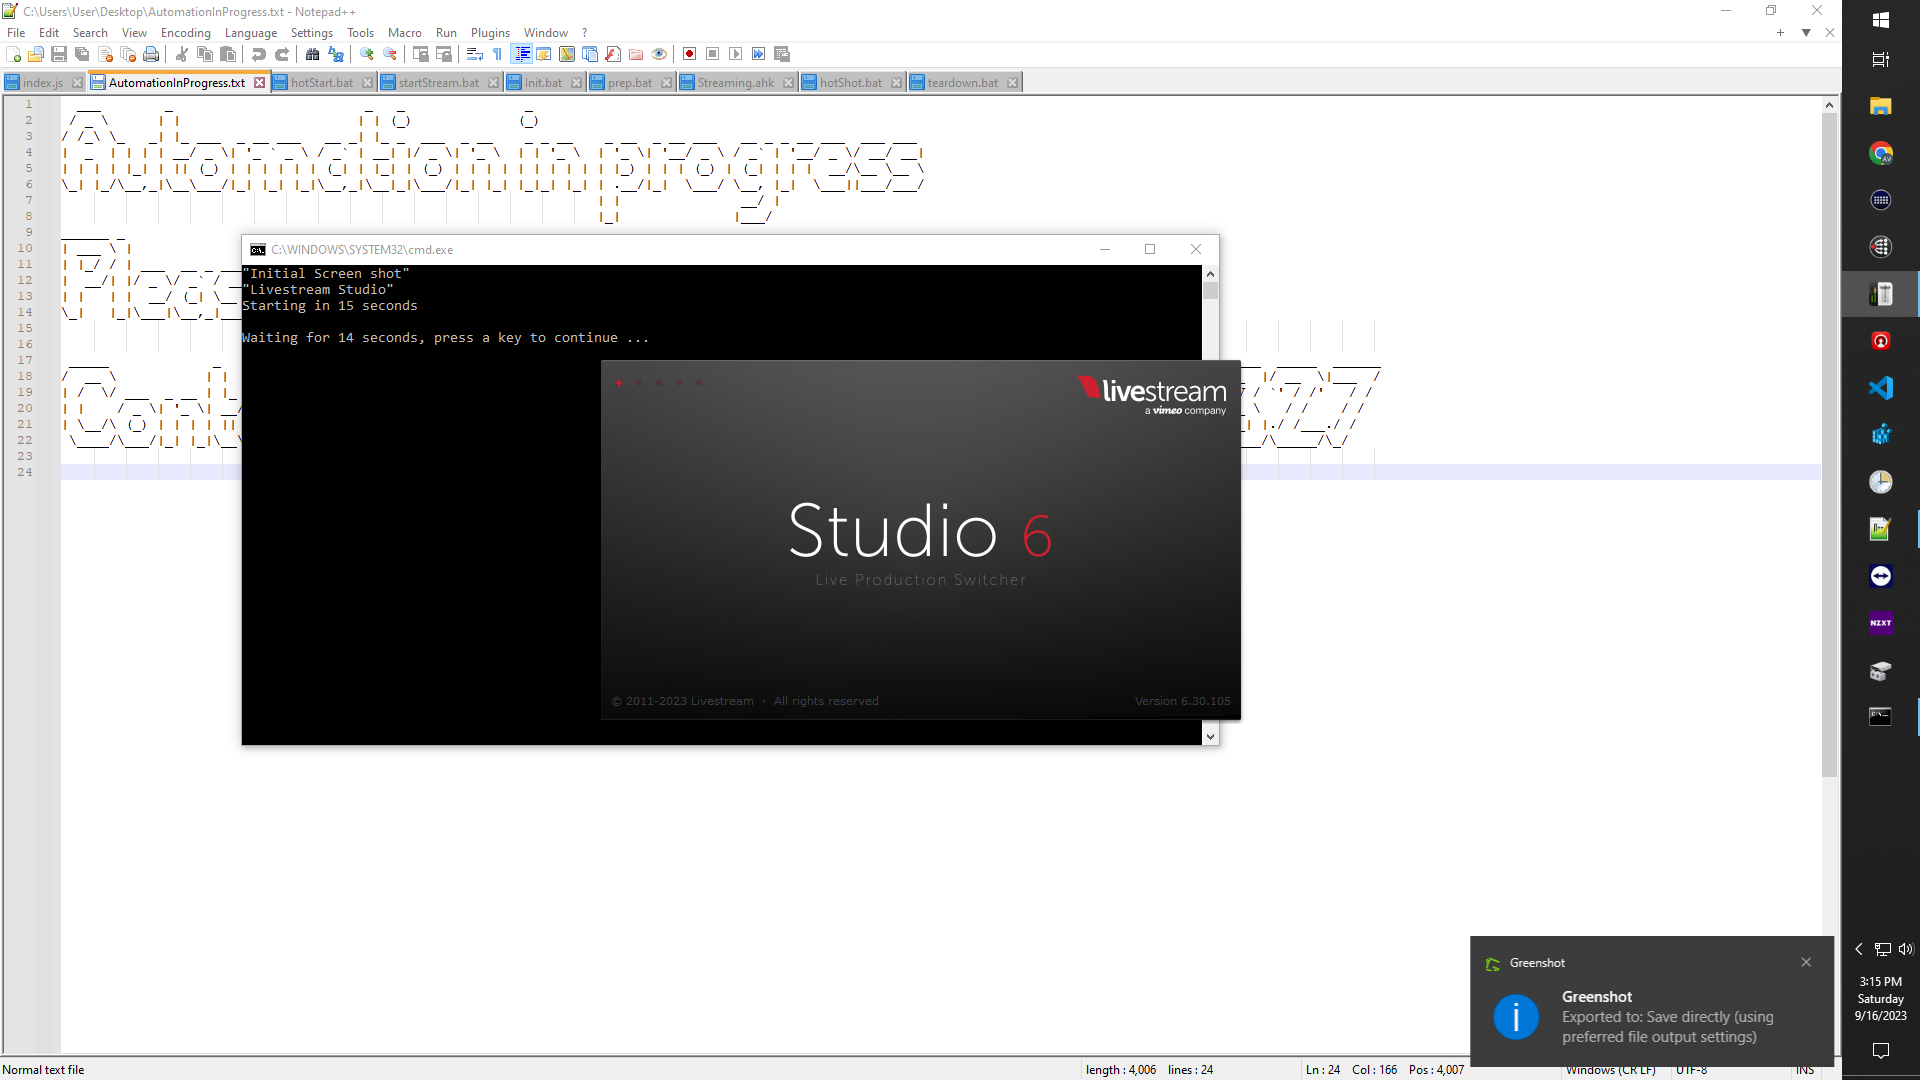 C:\Users\User\Desktop\AutomationInProgress.txt - Notepad++
File Edit Search View Encoding Language Settings Tools Macro Run Plugins Window ?
index.js AutomationInProgress.txt hotStart.bat startStream.bat Init.bat prep.bat Streaming.ahk hotShot.bat teardown.bat
1
2
3
4
5
6
7
8
9
10
11
12
13
14
15
16
17
18
19
20
21
22
23
24
Automation in progress
Pleas
Cont
C:\WINDOWS\SYSTEM32\cmd.exe
"Initial Screen shot"
"Livestream Studio"
Starting in 15 seconds
Waiting for 14 seconds, press a key to continue ...
livestream
a vimeo company
Studio 6
Live Production Switcher
© 2011-2023 Livestream · All rights reserved
Version 6.30.105
NZXT
Greenshot
Greenshot
Exported to: Save directly (using
preferred file output settings)
3:15 PM
Saturday
9/16/2023
Normal text file
length : 4,006 lines : 24
Ln : 24 Col : 166 Pos : 4,007
Windows (CR LF)
UTF-8
INS